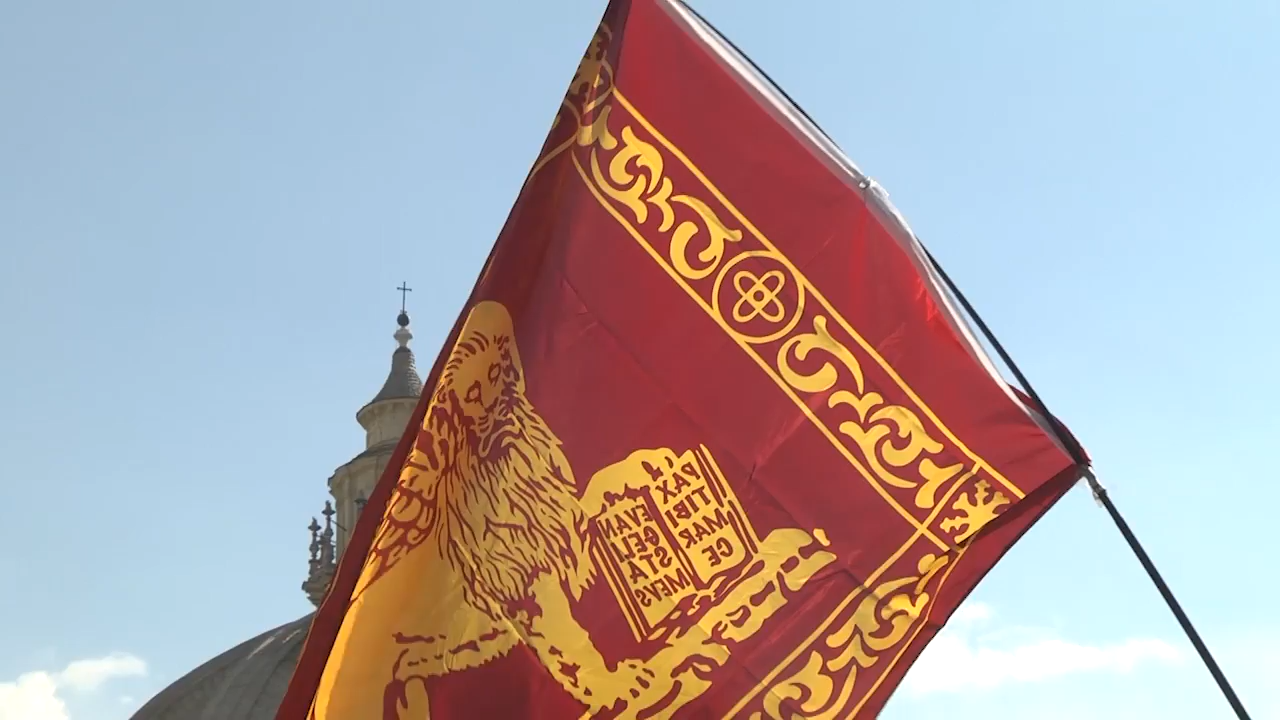 PAX
TIBI
MAR
CE
EVAN
GELI
STA
MEVS